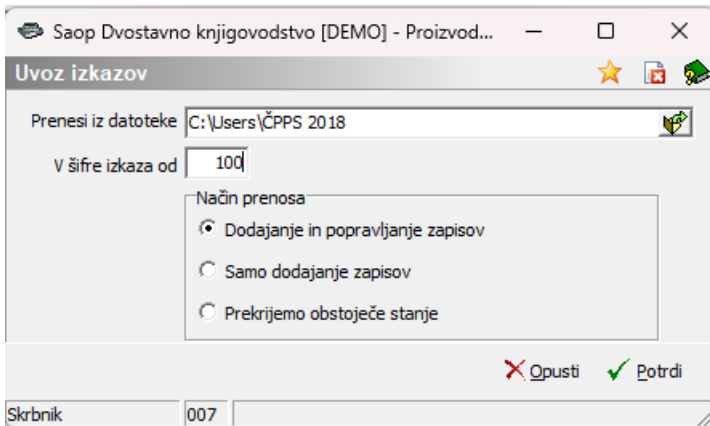 Saop Dvostavno knjigovodstvo [DEMO] - Proizvod...
Uvoz izkazov
Prenesi iz datoteke C:\Users\ČPPS 2018
V šifre izkaza od 100
Način prenosa
Dodajanje in popravljanje zapisov
Samo dodajanje zapisov
Prekrijemo obstoječe stanje
Opusti Potrdi
Skrbnik 007